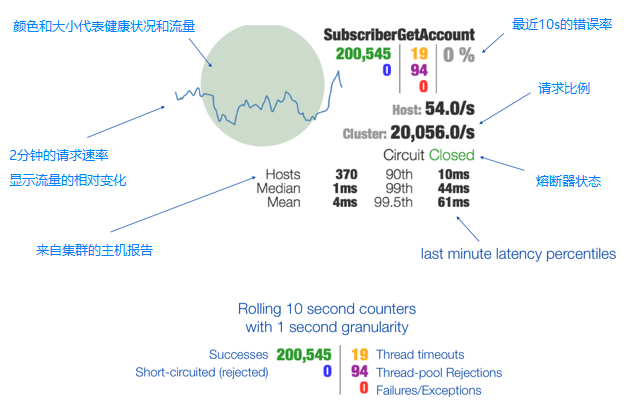 颜色和大小代表健康状况和流量
SubscriberGetAccount
200,545 19 0 %
0 94
0
最近10s的错误率
Host: 54.0/s
请求比例
Cluster: 20,056.0/s
2分钟的请求速率
显示流量的相对变化
Circuit Closed
熔断器状态
Hosts 370 90th 10ms
Median 1ms 99th 44ms
Mean 4ms 99.5th 61ms
来自集群的主机报告
last minute latency percentiles
Rolling 10 second counters
with 1 second granularity
Successes 200,545 19 Thread timeouts
Short-circuited (rejected) 0 94 Thread-pool Rejections
0 Failures/Exceptions